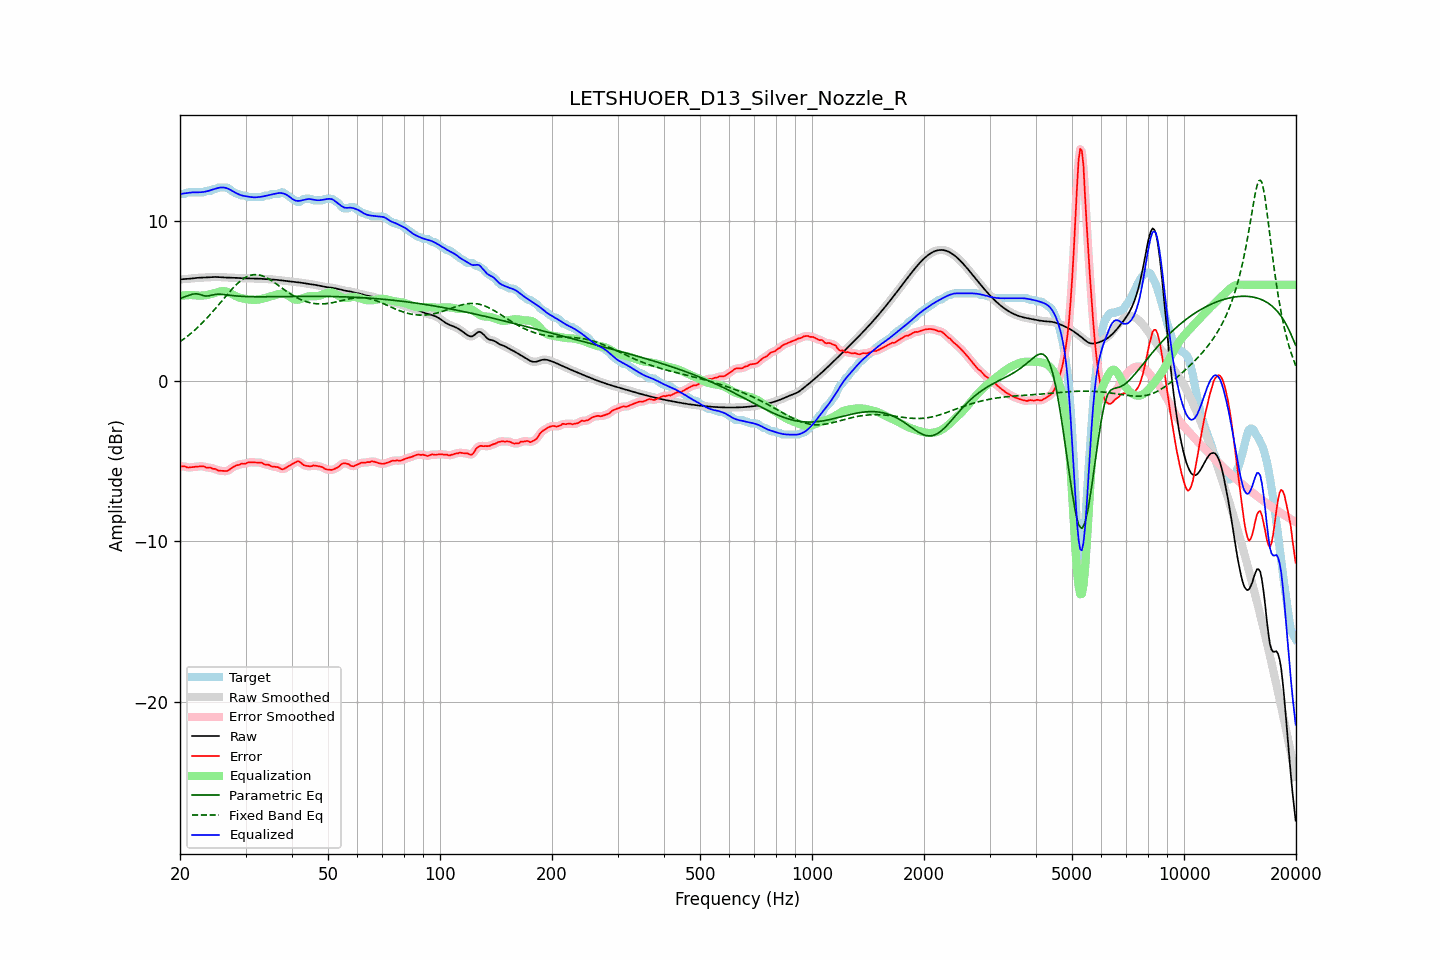 LETSHUOER_D13_Silver_Nozzle_R
Amplitude (dBr)
10
0
−10
−20
Target
Raw Smoothed
Error Smoothed
Raw
Error
Equalization
Parametric Eq
Fixed Band Eq
Equalized
20 50 100 200 500 1000 2000 5000 10000 20000
Frequency (Hz)